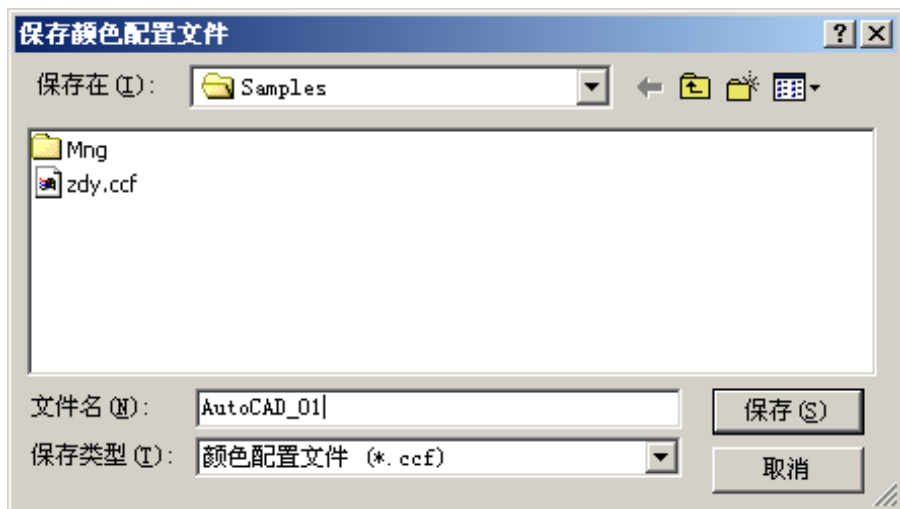 保存颜色配置文件
保存在(I):
Samples
Mng
zdy.ccf
文件名(N):
AutoCAD_01
保存(S)
保存类型(T):
颜色配置文件 (*.ccf)
取消